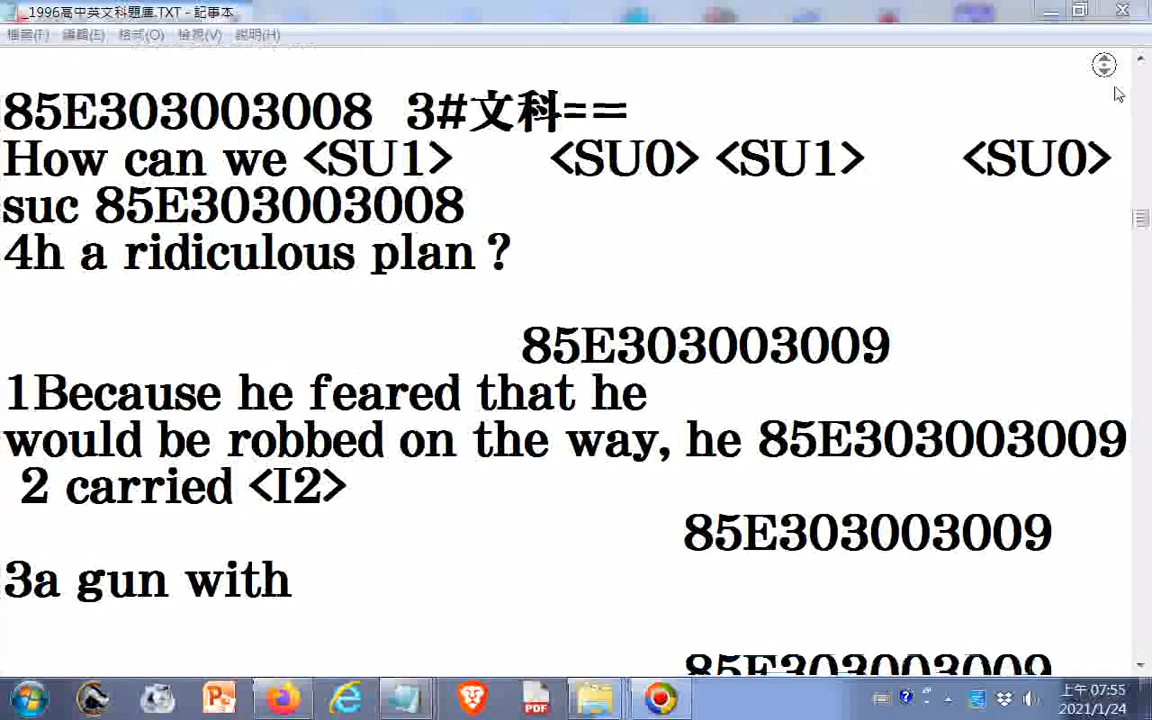 _1996高中英文科題庫.TXT - 記事本
檔案(F) 編輯(E) 格式(O) 檢視(V) 說明(H)
85E303003008 3#文科==
How can we <SU1> <SU0> <SU1> <SU0>
suc 85E303003008
4h a ridiculous plan？
85E303003009
1Because he feared that he
would be robbed on the way, he 85E303003009
2 carried <I2>
85E303003009
3a gun with
85E303003009
PDF
上午 07:55
2021/1/24